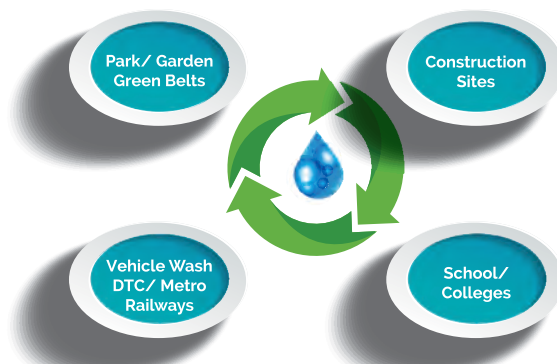 Park/ Garden
Green Belts
Construction
Sites
Vehicle Wash
DTC/ Metro
Railways
School/
Colleges